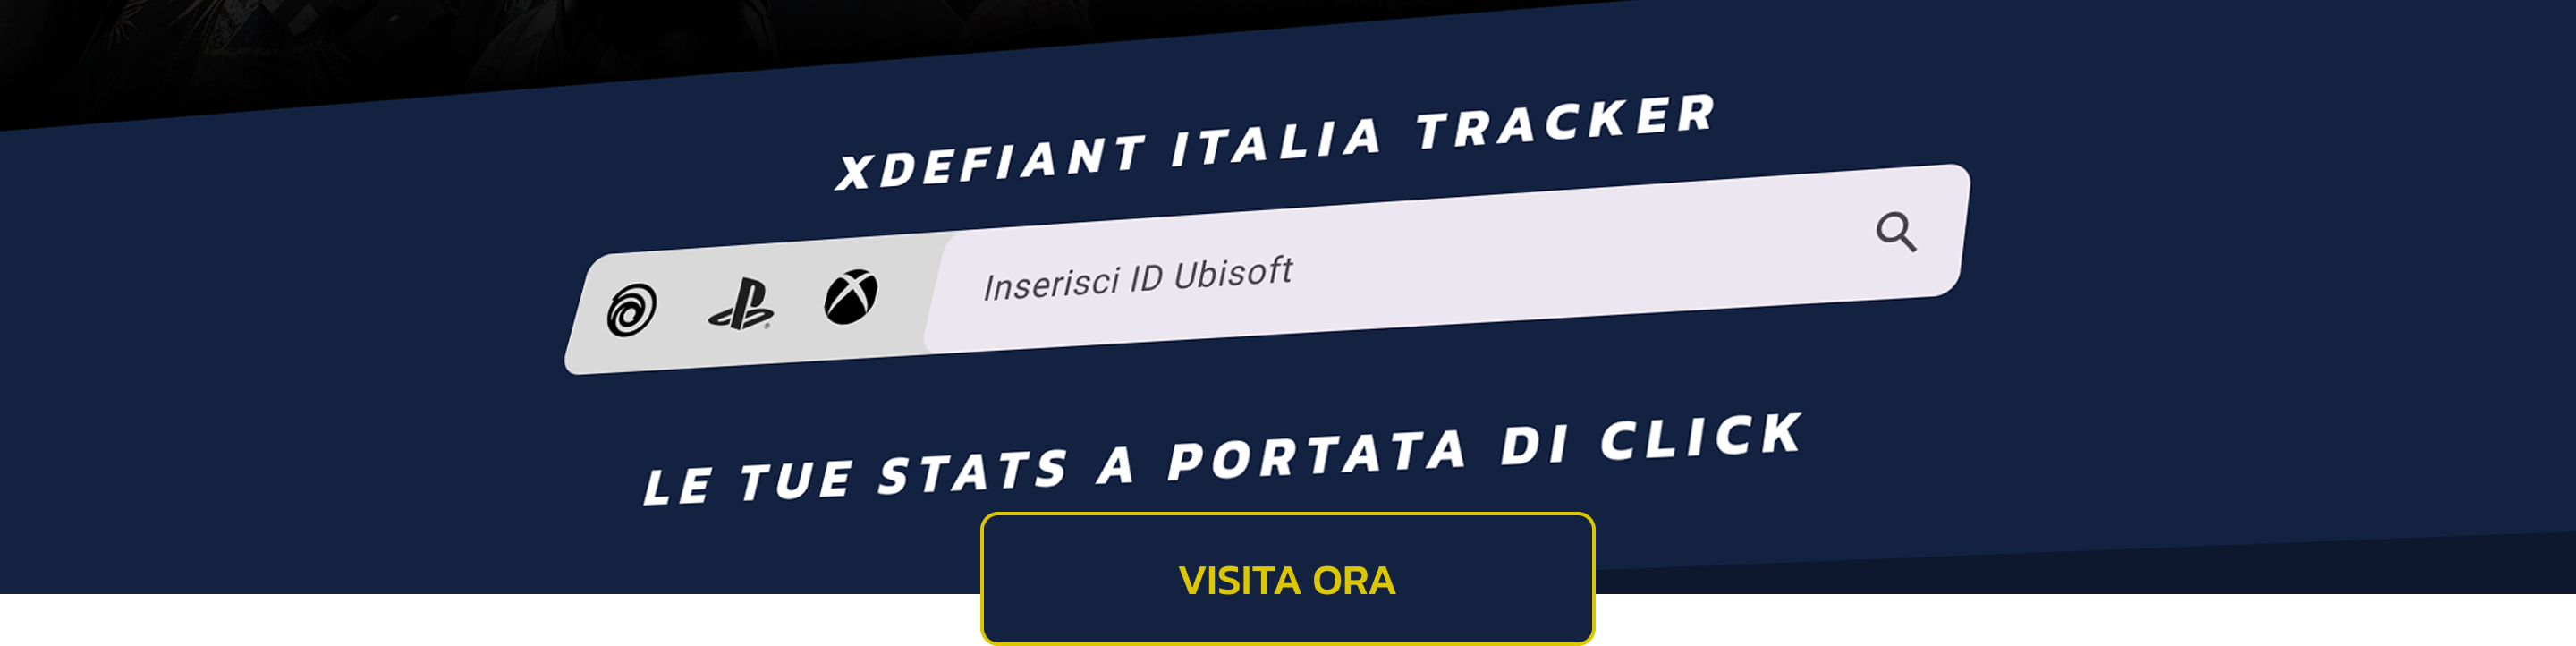 XDEFIANT ITALIA TRACKER
Inserisci ID Ubisoft
LE TUE STATS A PORTATA DI CLICK
VISITA ORA